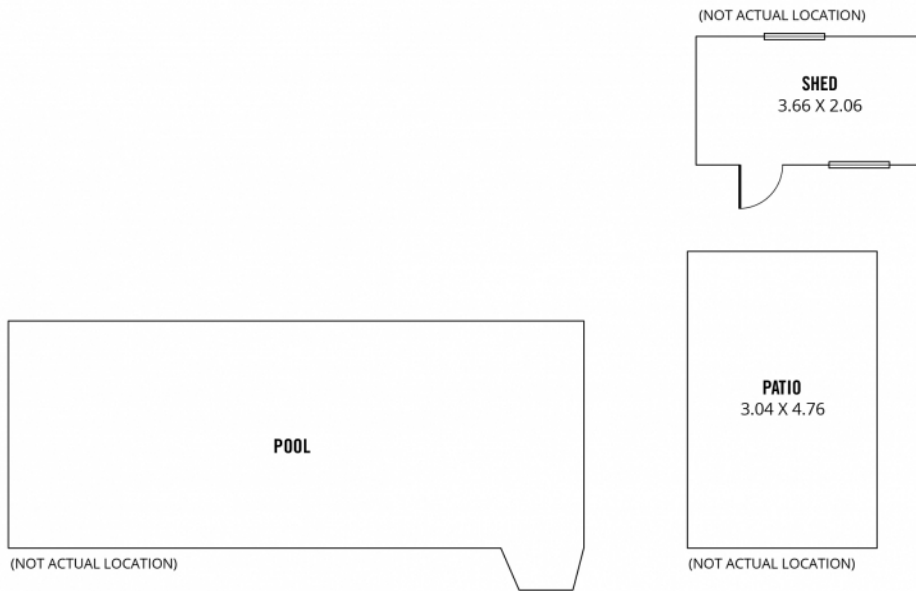 (NOT ACTUAL LOCATION)
SHED
3.66 X 2.06
PATIO
3.04 X 4.76
POOL
(NOT ACTUAL LOCATION)
(NOT ACTUAL LOCATION)